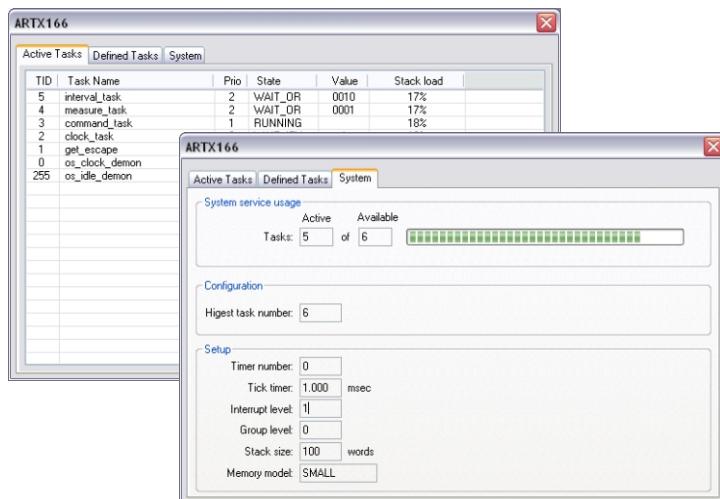 ARTX166
Active Tasks Defined Tasks System
TID Task Name Prio State Value Stack load
5 interval_task 2 WAIT_OR 0010 17%
4 measure_task 2 WAIT_OR 0001 17%
3 command_task 1 RUNNING 18%
2 clock_task
1 get_escape
0 os_clock_demon
255 os_idle_demon
ARTX166
Active Tasks Defined Tasks System
System service usage
Active Available
Tasks: 5 of 6
Configuration
Higest task number: 6
Setup
Timer number: 0
Tick timer: 1.000 msec
Interrupt level: 1
Group level: 0
Stack size: 100 words
Memory model: SMALL